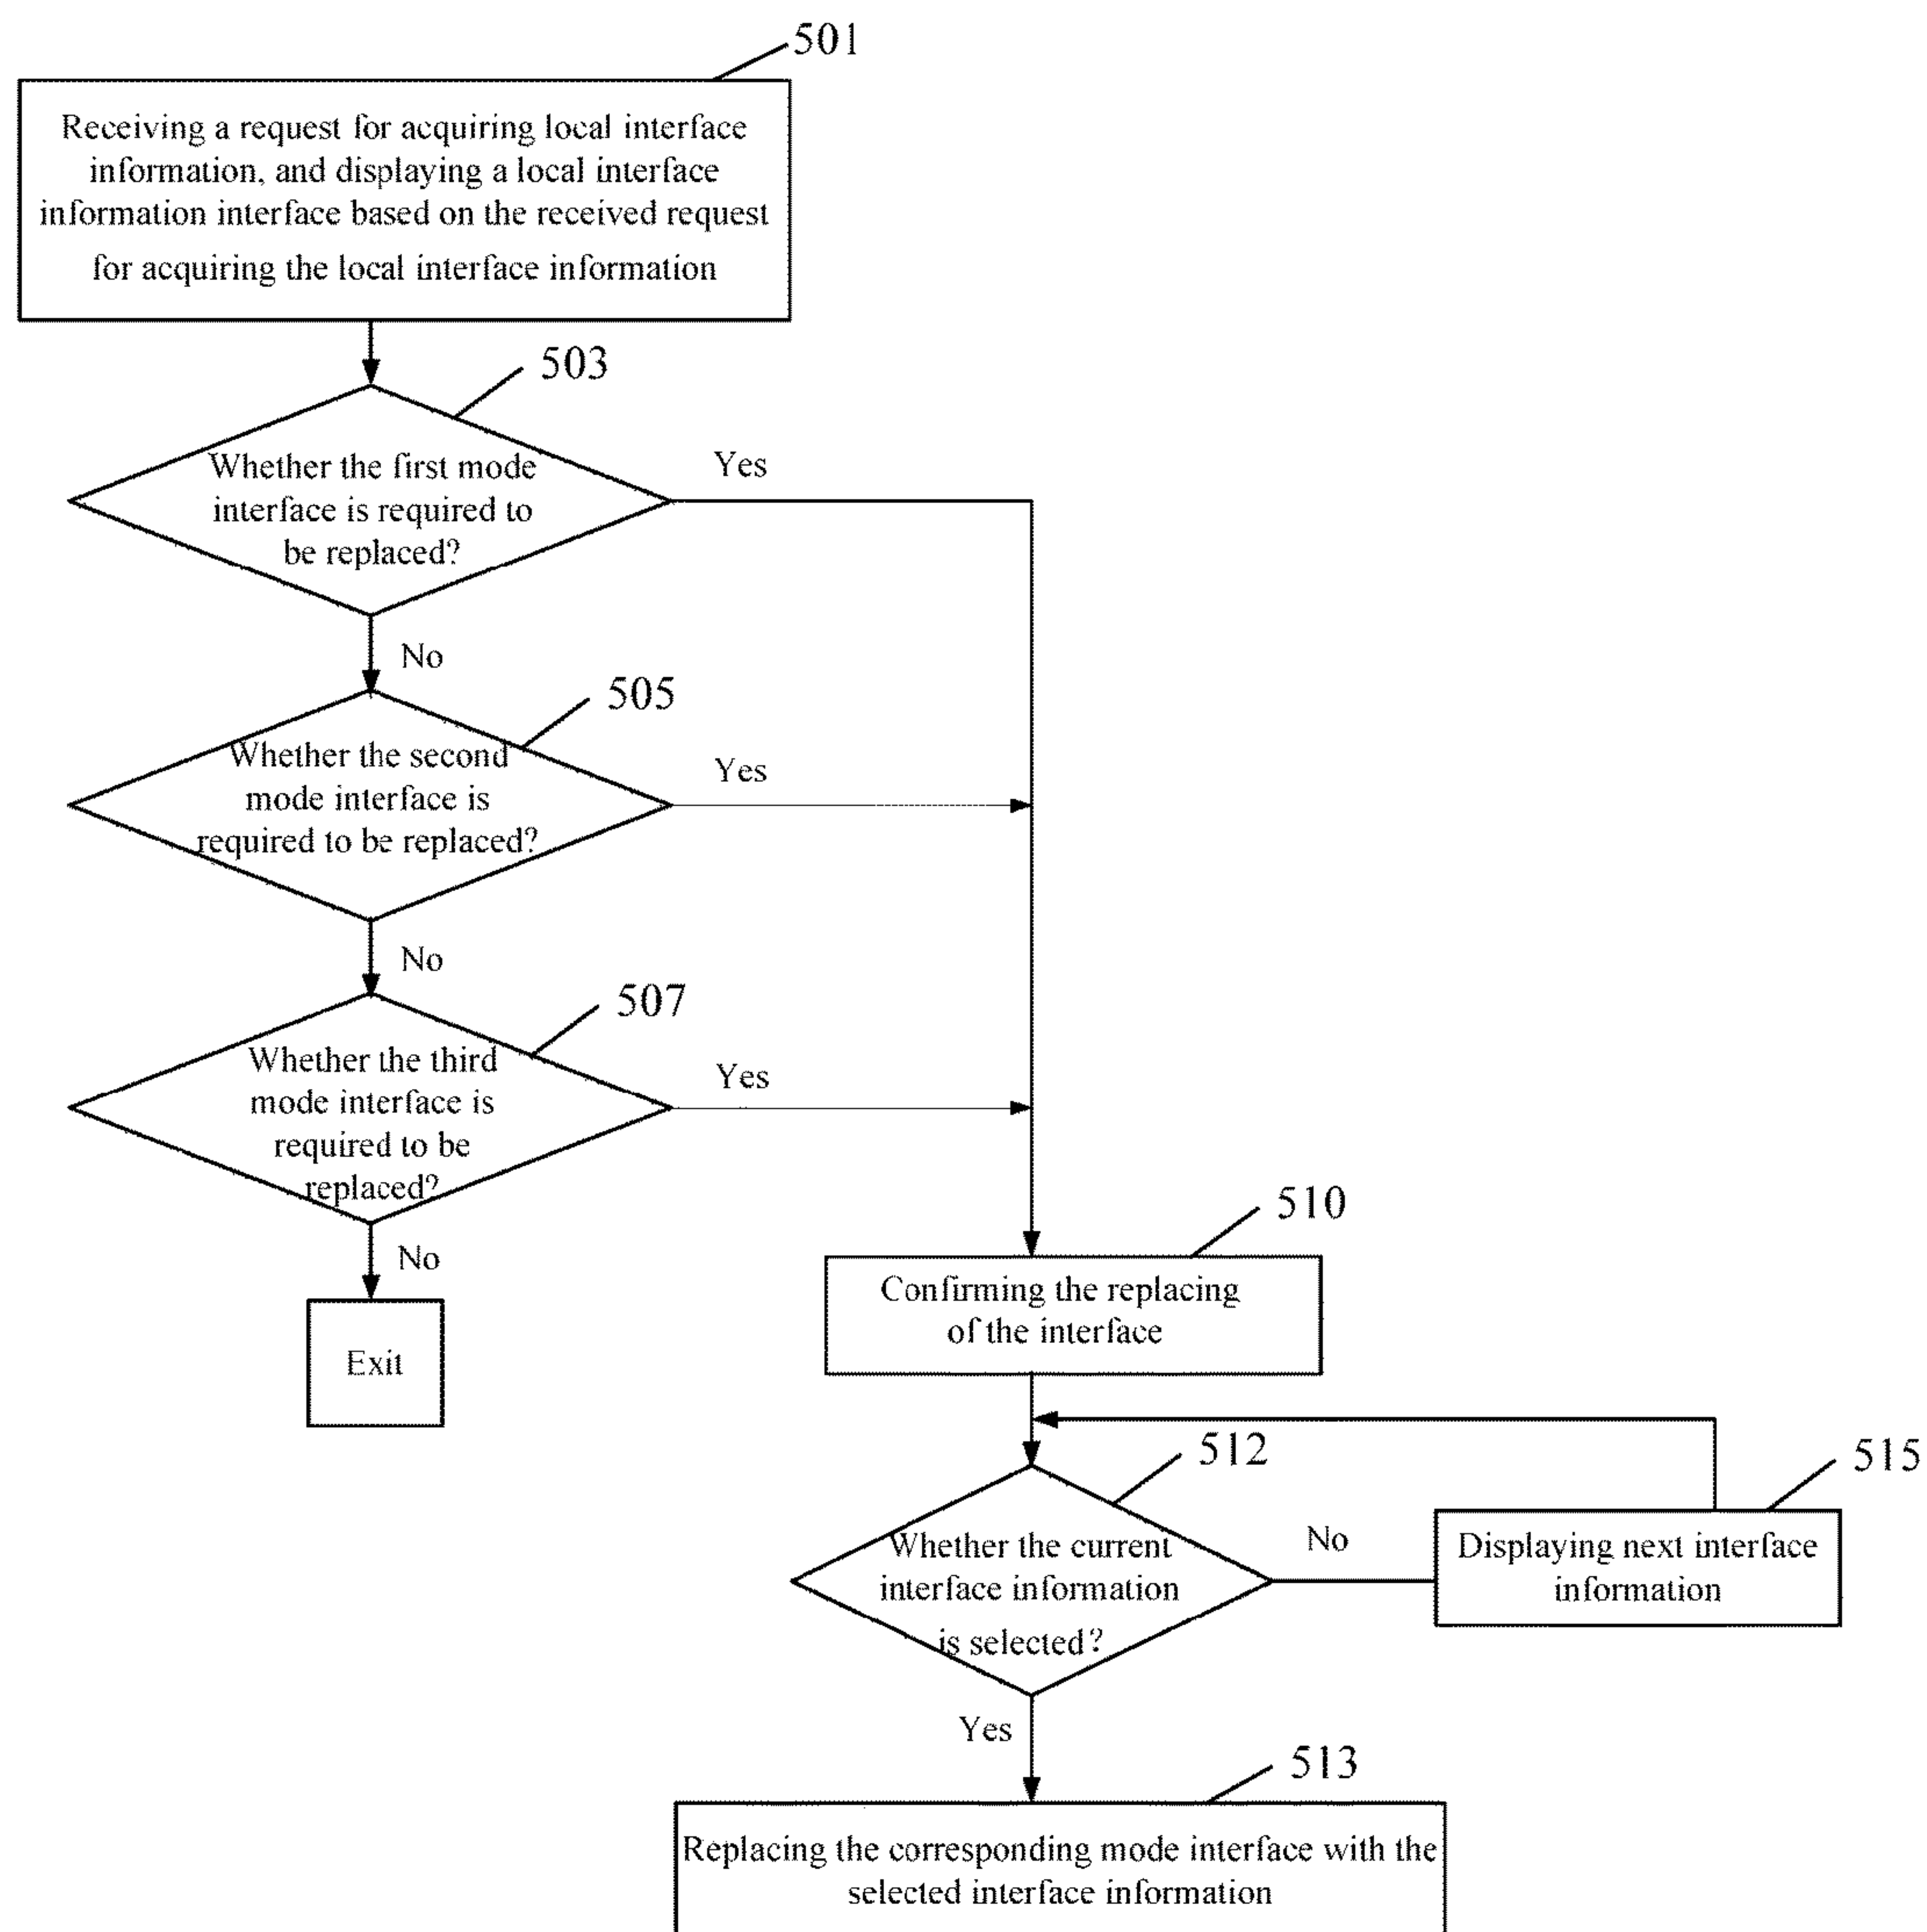 501
Receiving a request for acquiring local interface
information, and displaying a local interface
information interface based on the received request
for acquiring the local interface information
503
Whether the first mode
interface is required to
be replaced?
Yes
No
505
Whether the second
mode interface is
required to be replaced?
Yes
No
507
Whether the third
mode interface is
required to be
replaced?
Yes
No
Exit
510
Confirming the replacing
of the interface
512
Whether the current
interface information
is selected?
No
515
Displaying next interface
information
Yes
513
Replacing the corresponding mode interface with the
selected interface information